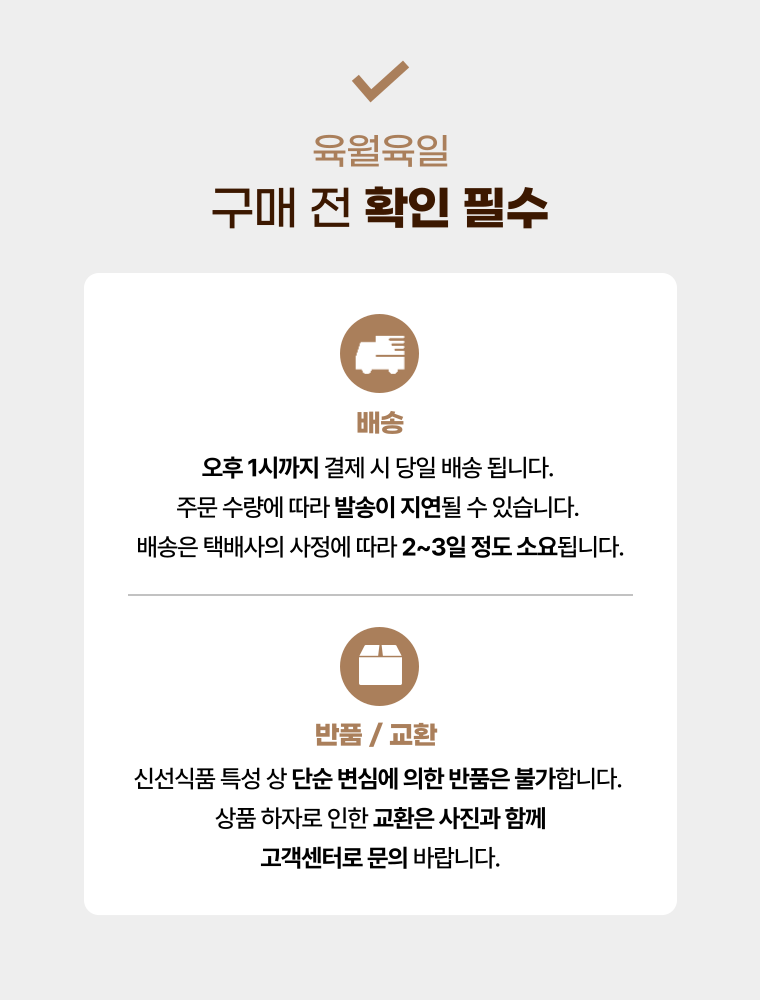 육월육일
구매 전 확인 필수
배송
오후 1시까지 결제 시 당일 배송 됩니다.
주문 수량에 따라 발송이 지연될 수 있습니다.
배송은 택배사의 사정에 따라 2~3일 정도 소요됩니다.
반품 / 교환
신선식품 특성 상 단순 변심에 의한 반품은 불가합니다.
상품 하자로 인한 교환은 사진과 함께
고객센터로 문의 바랍니다.